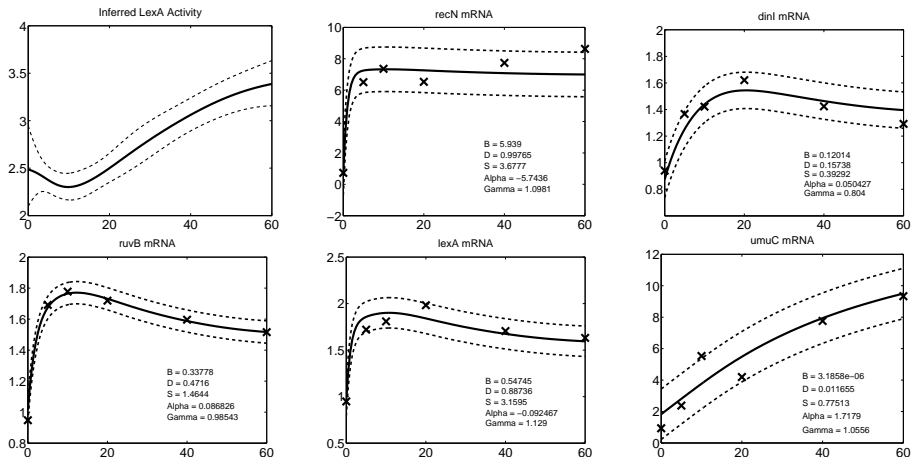 Inferred LexA Activity
4
3.5
3
2.5
2
0 20 40 60
recN mRNA
10
8
6
4
2
0
−2
0 20 40 60
B = 5.939
D = 0.99765
S = 3.6777
Alpha = −5.7436
Gamma = 1.0981
dinI mRNA
2
1.8
1.6
1.4
1.2
1
0.8
0 20 40 60
B = 0.12014
D = 0.15738
S = 0.39292
Alpha = 0.050427
Gamma = 0.804
ruvB mRNA
2
1.8
1.6
1.4
1.2
1
0.8
0 20 40 60
B = 0.33778
D = 0.4716
S = 1.4644
Alpha = 0.086826
Gamma = 0.98543
lexA mRNA
2.5
2
1.5
1
0.5
0 20 40 60
B = 0.54745
D = 0.88736
S = 3.1595
Alpha = −0.092467
Gamma = 1.129
umuC mRNA
12
10
8
6
4
2
0
0 20 40 60
B = 3.1858e−06
D = 0.011655
S = 0.77513
Alpha = 1.7179
Gamma = 1.0556